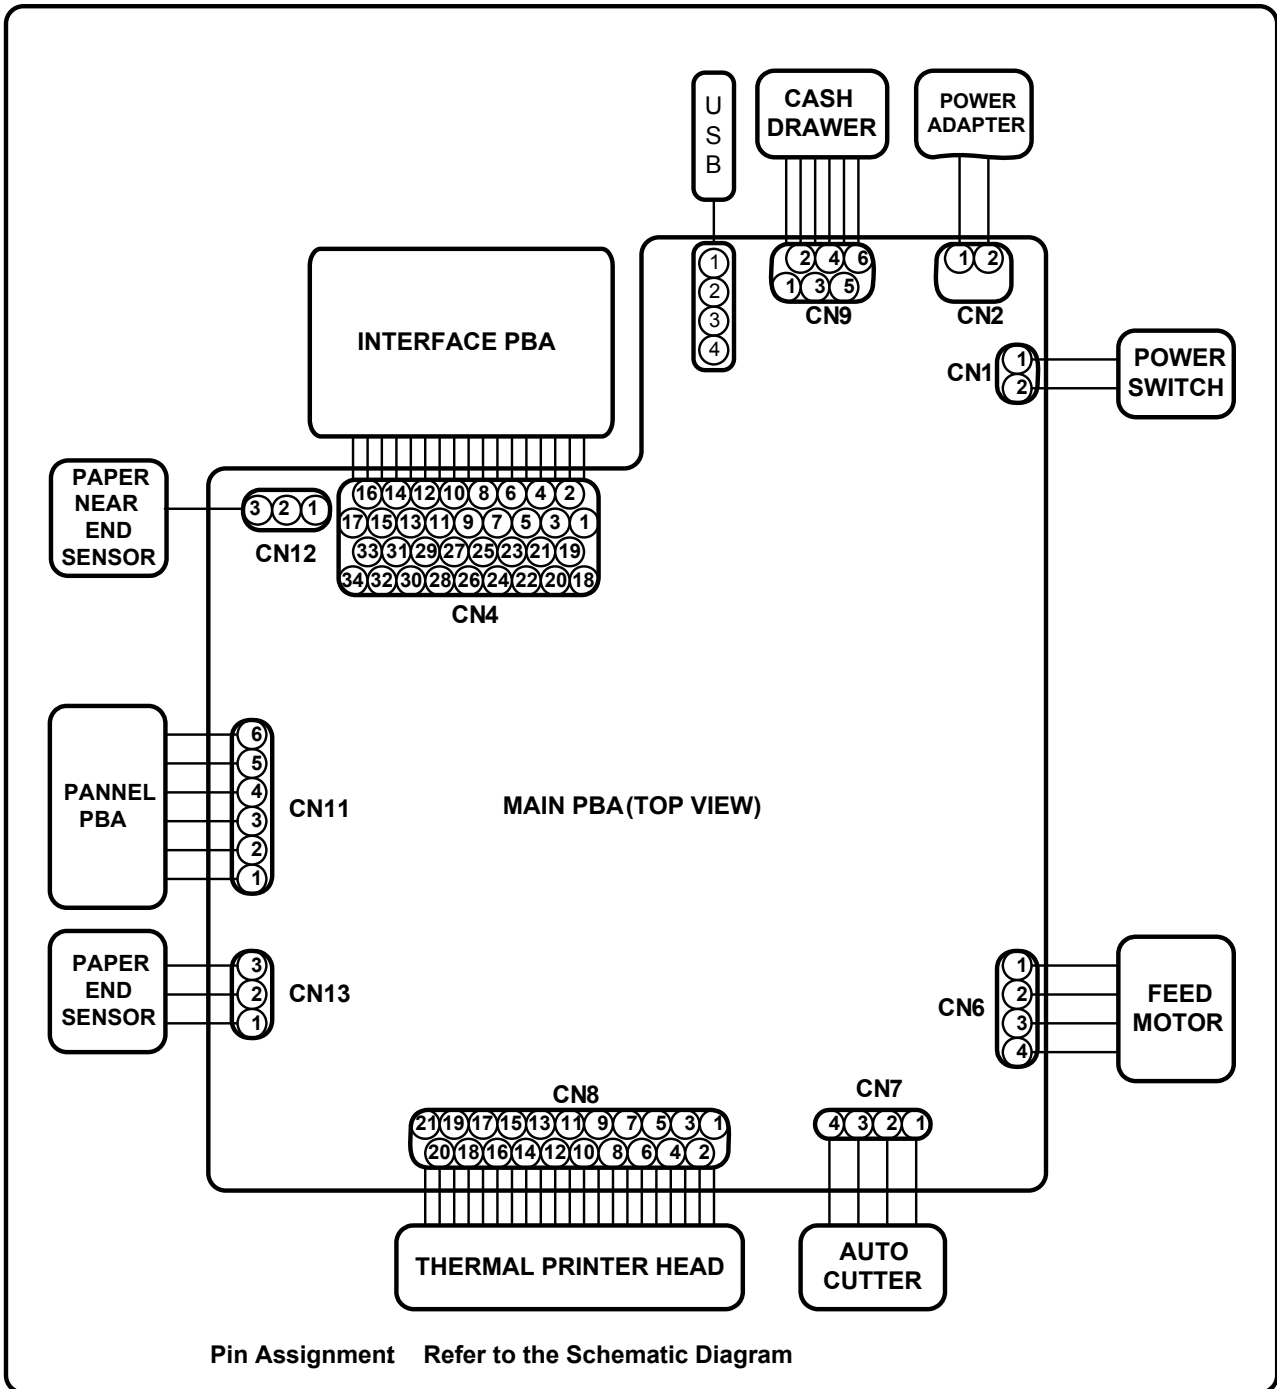 U
S
B
CASH
DRAWER
POWER
ADAPTER
1
2
3
4
2 4 6
1 3 5
CN9
1 2
CN2
INTERFACE PBA
CN1
1
2
POWER
SWITCH
PAPER
NEAR
END
SENSOR
3 2 1
CN12
16 14 12 10 8 6 4 2
17 15 13 11 9 7 5 3 1
33 31 29 27 25 23 21 19
34 32 30 28 26 24 22 20 18
CN4
PANNEL
PBA
6
5
4
3
2
1
CN11
MAIN PBA(TOP VIEW)
PAPER
END
SENSOR
3
2
1
CN13
CN6
1
2
3
4
FEED
MOTOR
CN8
21 19 17 15 13 11 9 7 5 3 1
20 18 16 14 12 10 8 6 4 2
CN7
4 3 2 1
THERMAL PRINTER HEAD
AUTO
CUTTER
Pin Assignment Refer to the Schematic Diagram